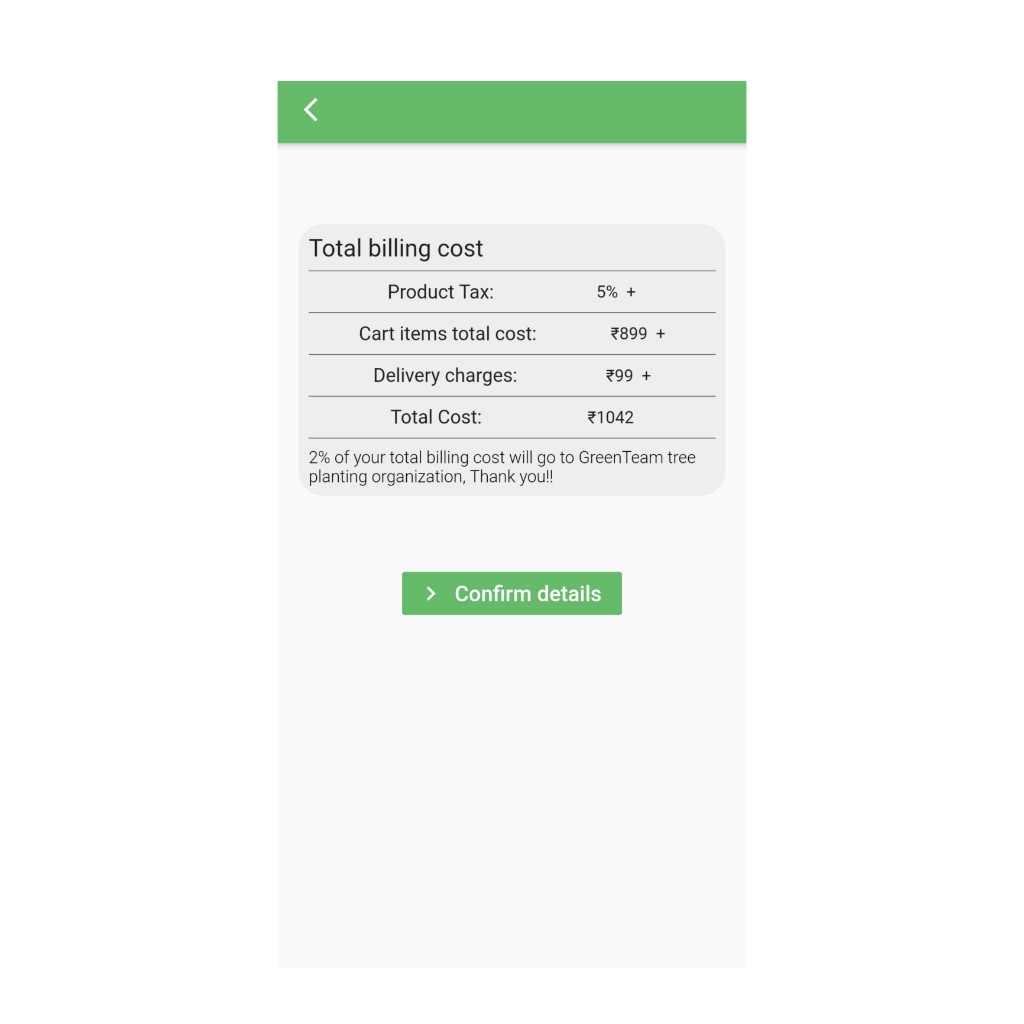 Total billing cost
Product Tax: 5% +
Cart items total cost: ₹899 +
Delivery charges: ₹99 +
Total Cost: ₹1042
2% of your total billing cost will go to GreenTeam tree
planting organization, Thank you!!
Confirm details